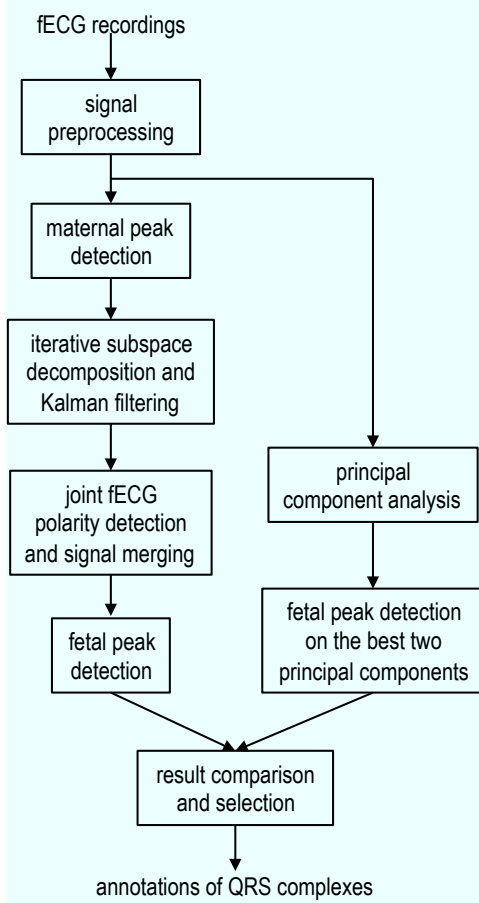 fECG recordings
signal
preprocessing
maternal peak
detection
iterative subspace
decomposition and
Kalman filtering
joint fECG
polarity detection
and signal merging
fetal peak
detection
principal
component analysis
fetal peak detection
on the best two
principal components
result comparison
and selection
annotations of QRS complexes